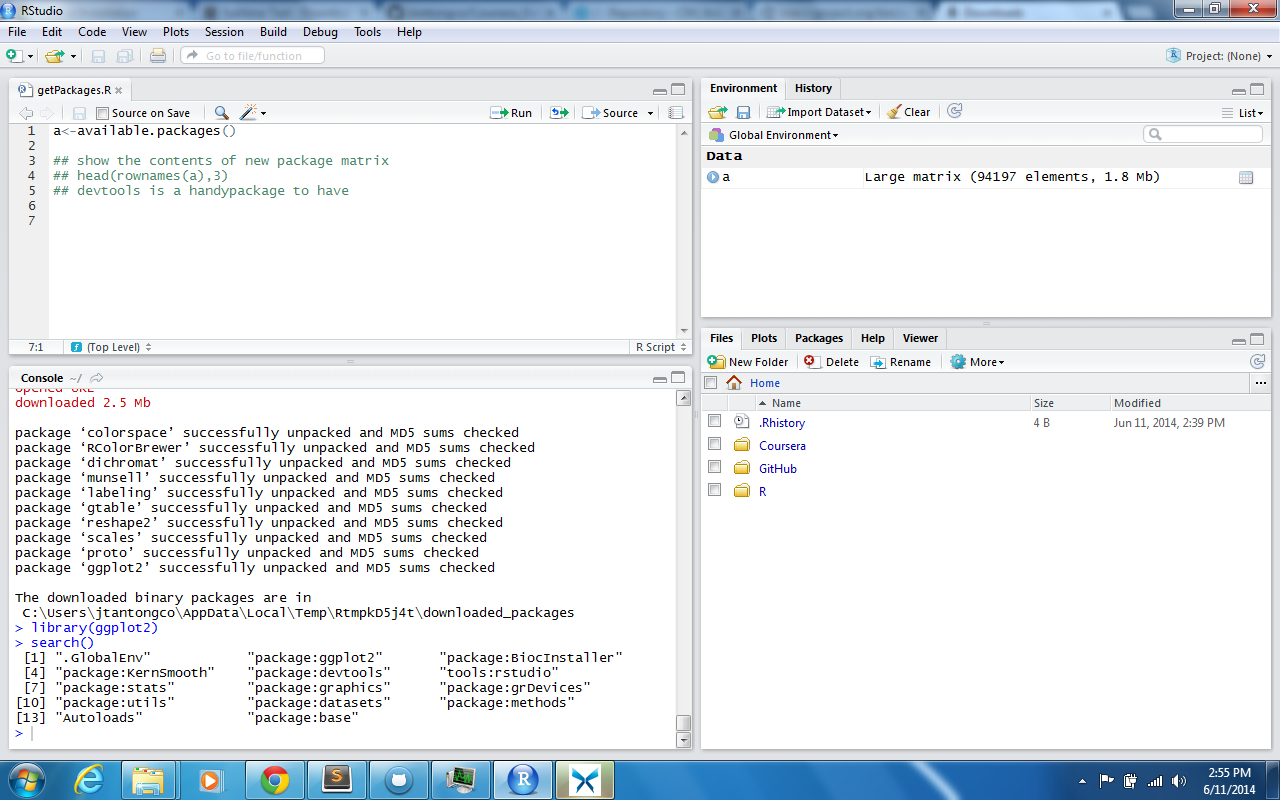 RStudio
File Edit Code View Plots Session Build Debug Tools Help
Go to file/function
Project: (None)
getPackages.R
Source on Save Run Source
1 a<-available.packages()
2
3 ## show the contents of new package matrix
4 ## head(rownames(a),3)
5 ## devtools is a handypackage to have
6
7
7:1 (Top Level) R Script
Console ~/
opened URL
downloaded 2.5 Mb
package ‘colorspace’ successfully unpacked and MD5 sums checked
package ‘RColorBrewer’ successfully unpacked and MD5 sums checked
package ‘dichromat’ successfully unpacked and MD5 sums checked
package ‘munsell’ successfully unpacked and MD5 sums checked
package ‘labeling’ successfully unpacked and MD5 sums checked
package ‘gtable’ successfully unpacked and MD5 sums checked
package ‘reshape2’ successfully unpacked and MD5 sums checked
package ‘scales’ successfully unpacked and MD5 sums checked
package ‘proto’ successfully unpacked and MD5 sums checked
package ‘ggplot2’ successfully unpacked and MD5 sums checked
The downloaded binary packages are in
C:\Users\jtantongco\AppData\Local\Temp\RtmpkD5j4t\downloaded_packages
> library(ggplot2)
> search()
[1] ".GlobalEnv" "package:ggplot2" "package:BiocInstaller"
[4] "package:KernSmooth" "package:devtools" "tools:rstudio"
[7] "package:stats" "package:graphics" "package:grDevices"
[10] "package:utils" "package:datasets" "package:methods"
[13] "Autoloads" "package:base"
>
Environment History
Import Dataset Clear List
Global Environment
Data
a Large matrix (94197 elements, 1.8 Mb)
Files Plots Packages Help Viewer
New Folder Delete Rename More
Home ...
Name Size Modified
.Rhistory 4 B Jun 11, 2014, 2:39 PM
Coursera
GitHub
R
2:55 PM
6/11/2014